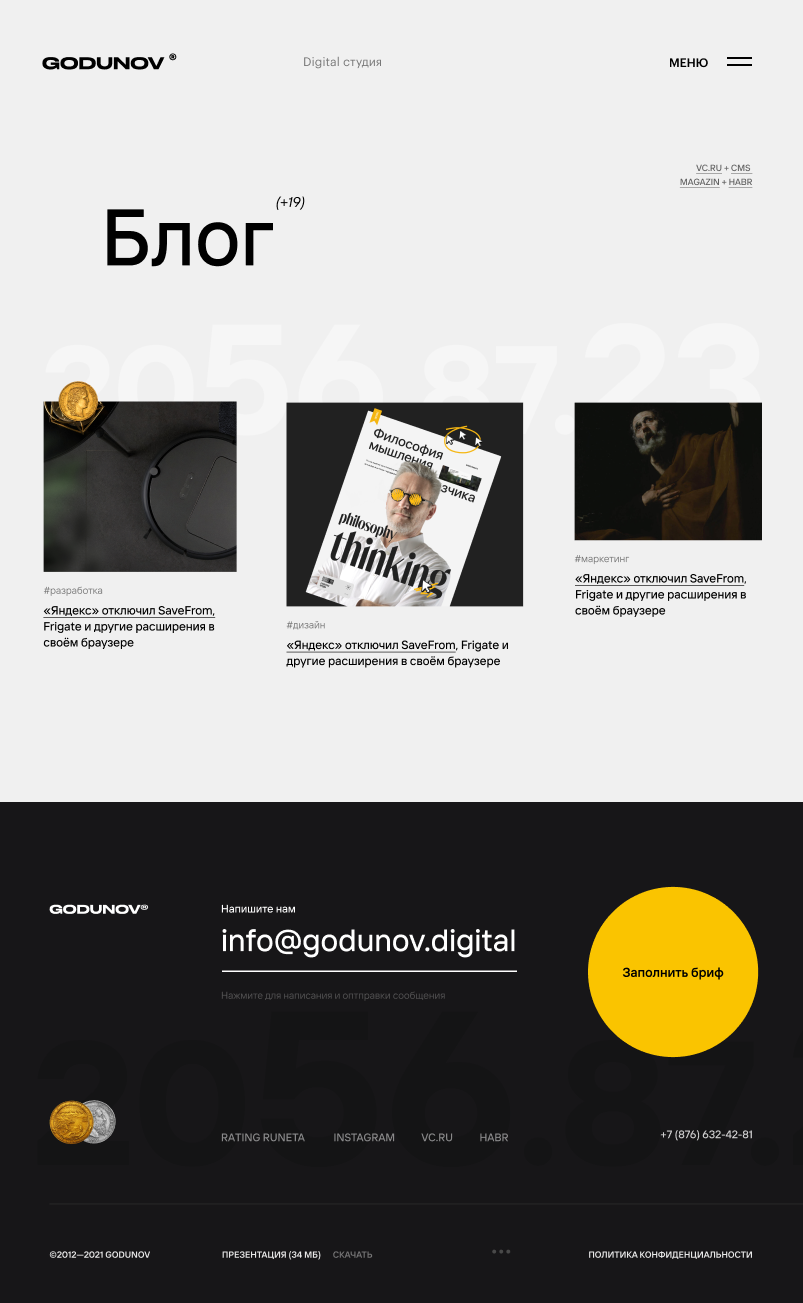 GODUNOV ®
Digital студия
МЕНЮ
VC.RU + CMS
MAGAZIN + HABR
Блог (+19)
2056.87.23
Философия
мышления
зчика
philosophy
thinking
#разработка
«Яндекс» отключил SaveFrom,
Frigate и другие расширения в
своём браузере
#дизайн
«Яндекс» отключил SaveFrom, Frigate и
другие расширения в своём браузере
#маркетинг
«Яндекс» отключил SaveFrom,
Frigate и другие расширения в
своём браузере
GODUNOV®
Напишите нам
info@godunov.digital
Нажмите для написания и оптправки сообщения
Заполнить бриф
2056.87.2
RATING RUNETA
INSTAGRAM
VC.RU
HABR
+7 (876) 632-42-81
©2012—2021 GODUNOV
ПРЕЗЕНТАЦИЯ (34 МБ)
СКАЧАТЬ
ПОЛИТИКА КОНФИДЕНЦИАЛЬНОСТИ